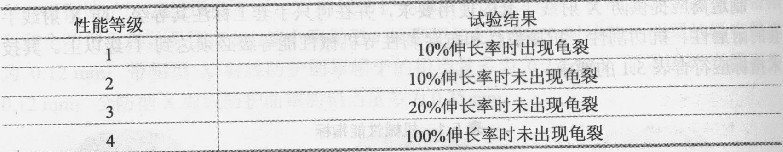 性能等级 试验结果
1 10%伸长率时出现龟裂
2 10%伸长率时未出现龟裂
3 20%伸长率时未出现龟裂
4 100%伸长率时未出现龟裂